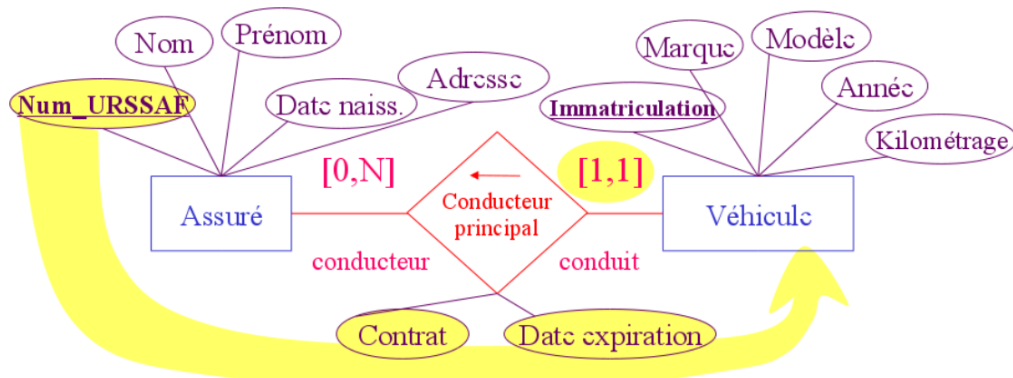 Nom
Prénom
Marque
Modèle
Num_URSSAF
Date naiss.
Adresse
Immatriculation
Année
Kilométrage
[0,N]
[1,1]
Assuré
Conducteur
principal
Véhicule
conducteur
conduit
Contrat
Date expiration